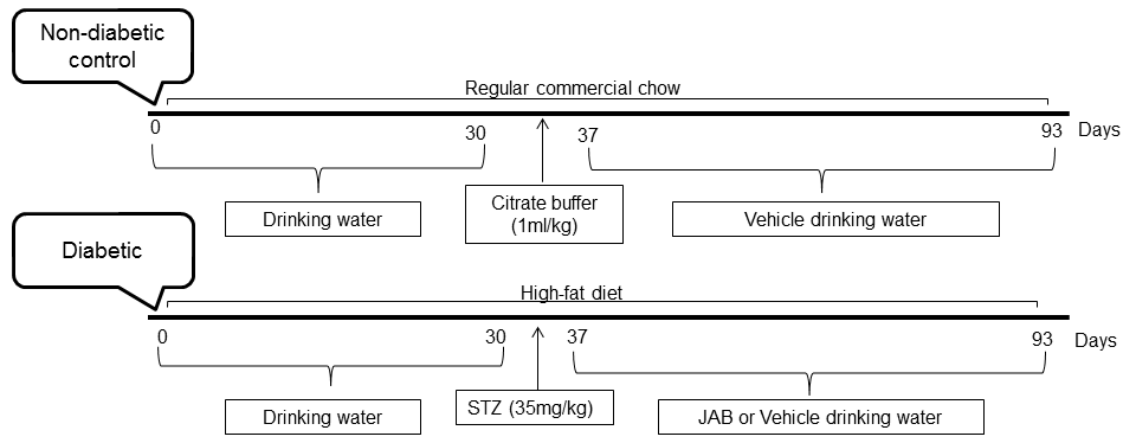 Non-diabetic
control
Regular commercial chow
0
30
37
93
Days
Drinking water
Citrate buffer
(1ml/kg)
Vehicle drinking water
Diabetic
High-fat diet
0
30
37
93
Days
Drinking water
STZ (35mg/kg)
JAB or Vehicle drinking water